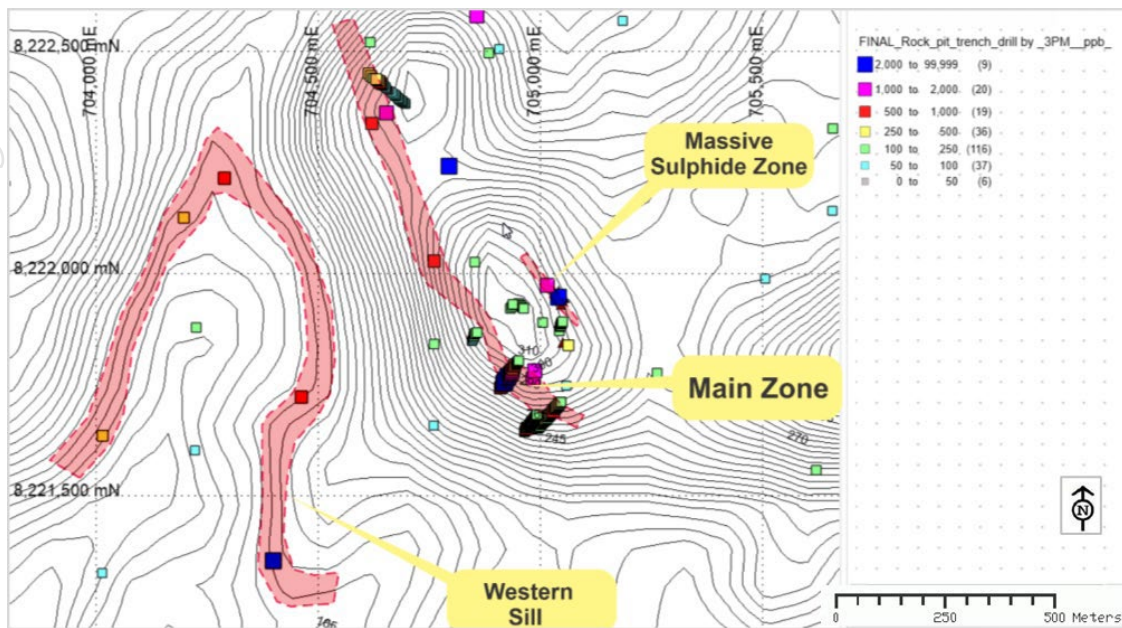 8,222,500 mN
704,000 mE
704,500 mE
705,000 mE
705,500 mE
FINAL_Rock_pit_trench_drill by _3PM__ppb_
2,000 to 99,999 (9)
1,000 to 2,000 (20)
500 to 1,000 (19)
250 to 500 (36)
100 to 250 (116)
50 to 100 (37)
0 to 50 (6)
Massive
Sulphide Zone
8,222,000 mN
310
Main Zone
245
270
8,221,500 mN
N
Western
Sill
0 250 500 Meters